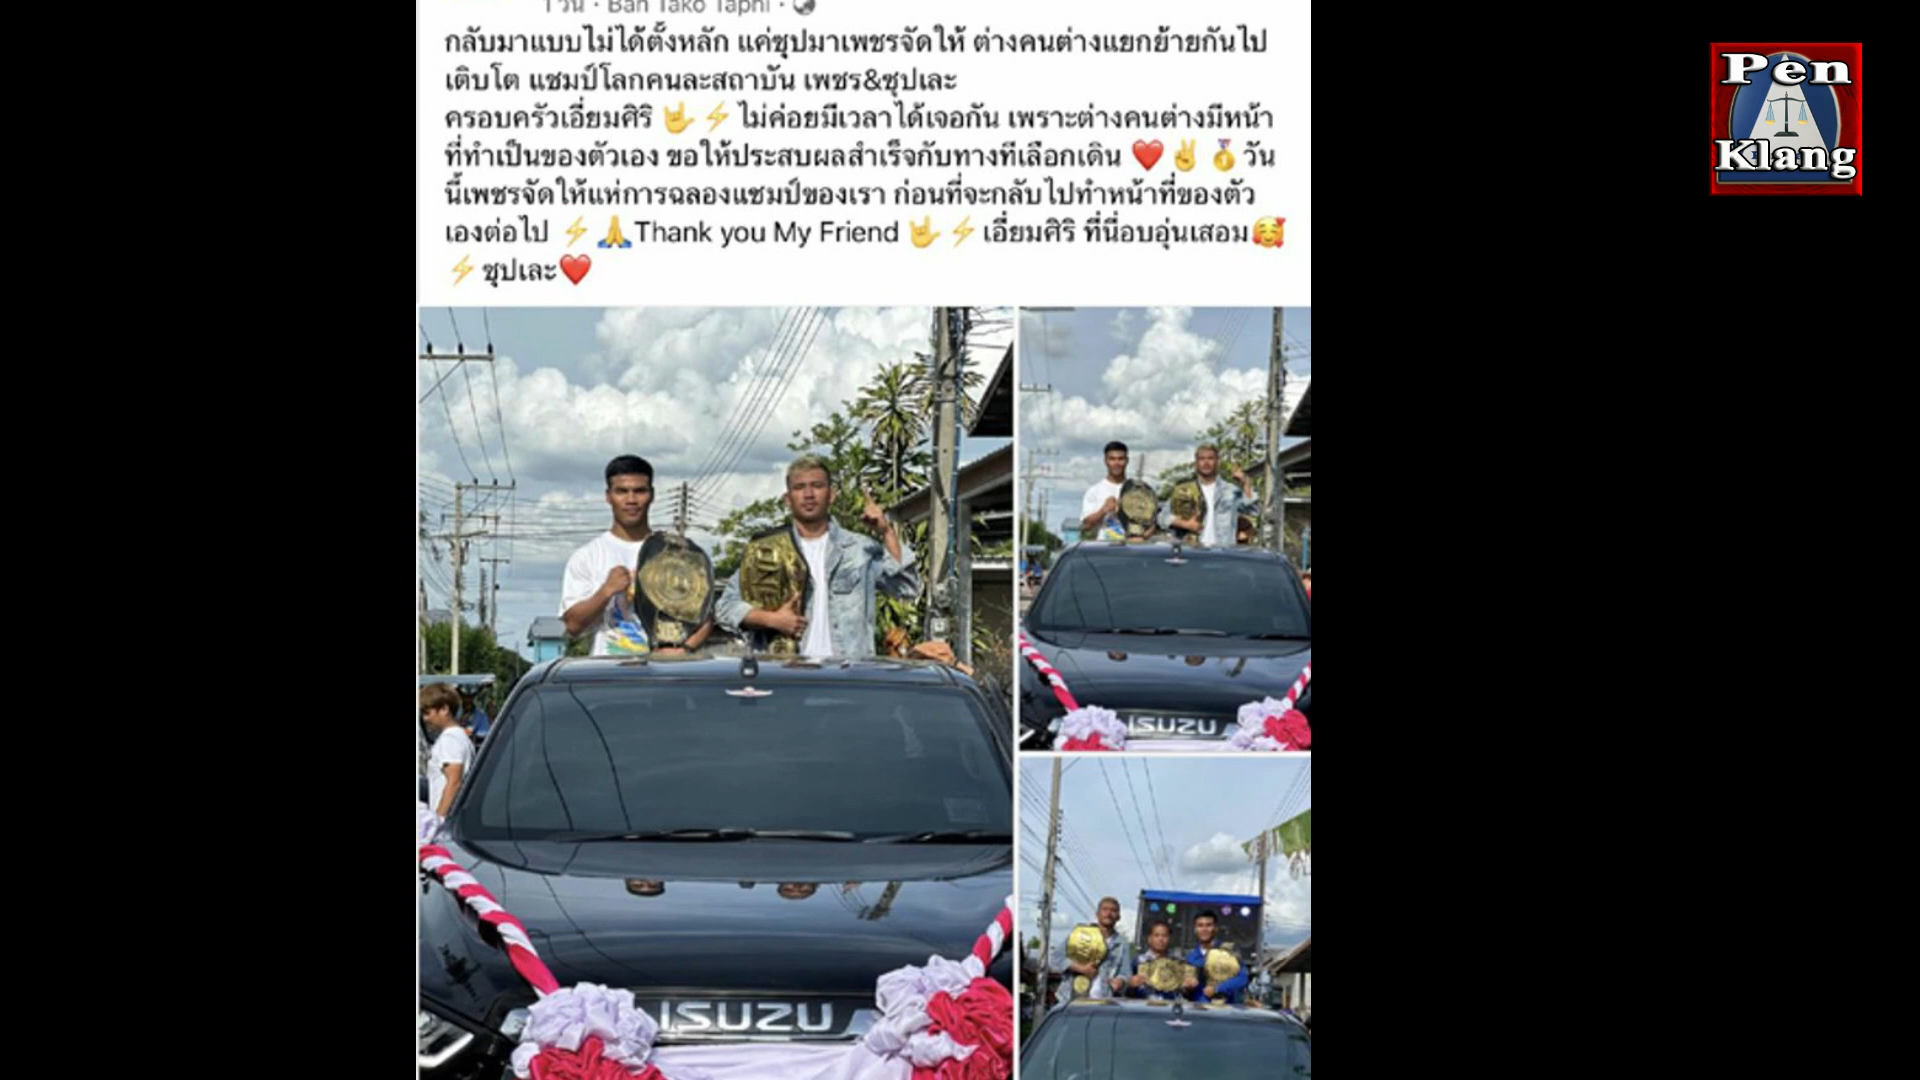 1 วัน · Ban Tako Taphi ·
กลับมาแบบไม่ได้ตั้งหลัก แค่ซุปมาเพชรจัดให้ ต่างคนต่างแยกย้ายกันไป
เติบโต แชมป์โลกคนละสถาบัน เพชร&ซุปเละ
ครอบครัวเอี่ยมศิริ 🤟⚡ ไม่ค่อยมีเวลาได้เจอกัน เพราะต่างคนต่างมีหน้า
ที่ทำเป็นของตัวเอง ขอให้ประสบผลสำเร็จกับทางทีเลือกเดิน ❤️✌️🏅วัน
นี้เพชรจัดให้แห่การฉลองแชมป์ของเรา ก่อนที่จะกลับไปทำหน้าที่ของตัว
เองต่อไป ⚡🙏Thank you My Friend 🤟⚡เอี่ยมศิริ ที่นี่อบอุ่นเสอม🥰
⚡ซุปเละ❤️
Pen
Klang
ONE
ISUZU
ISUZU